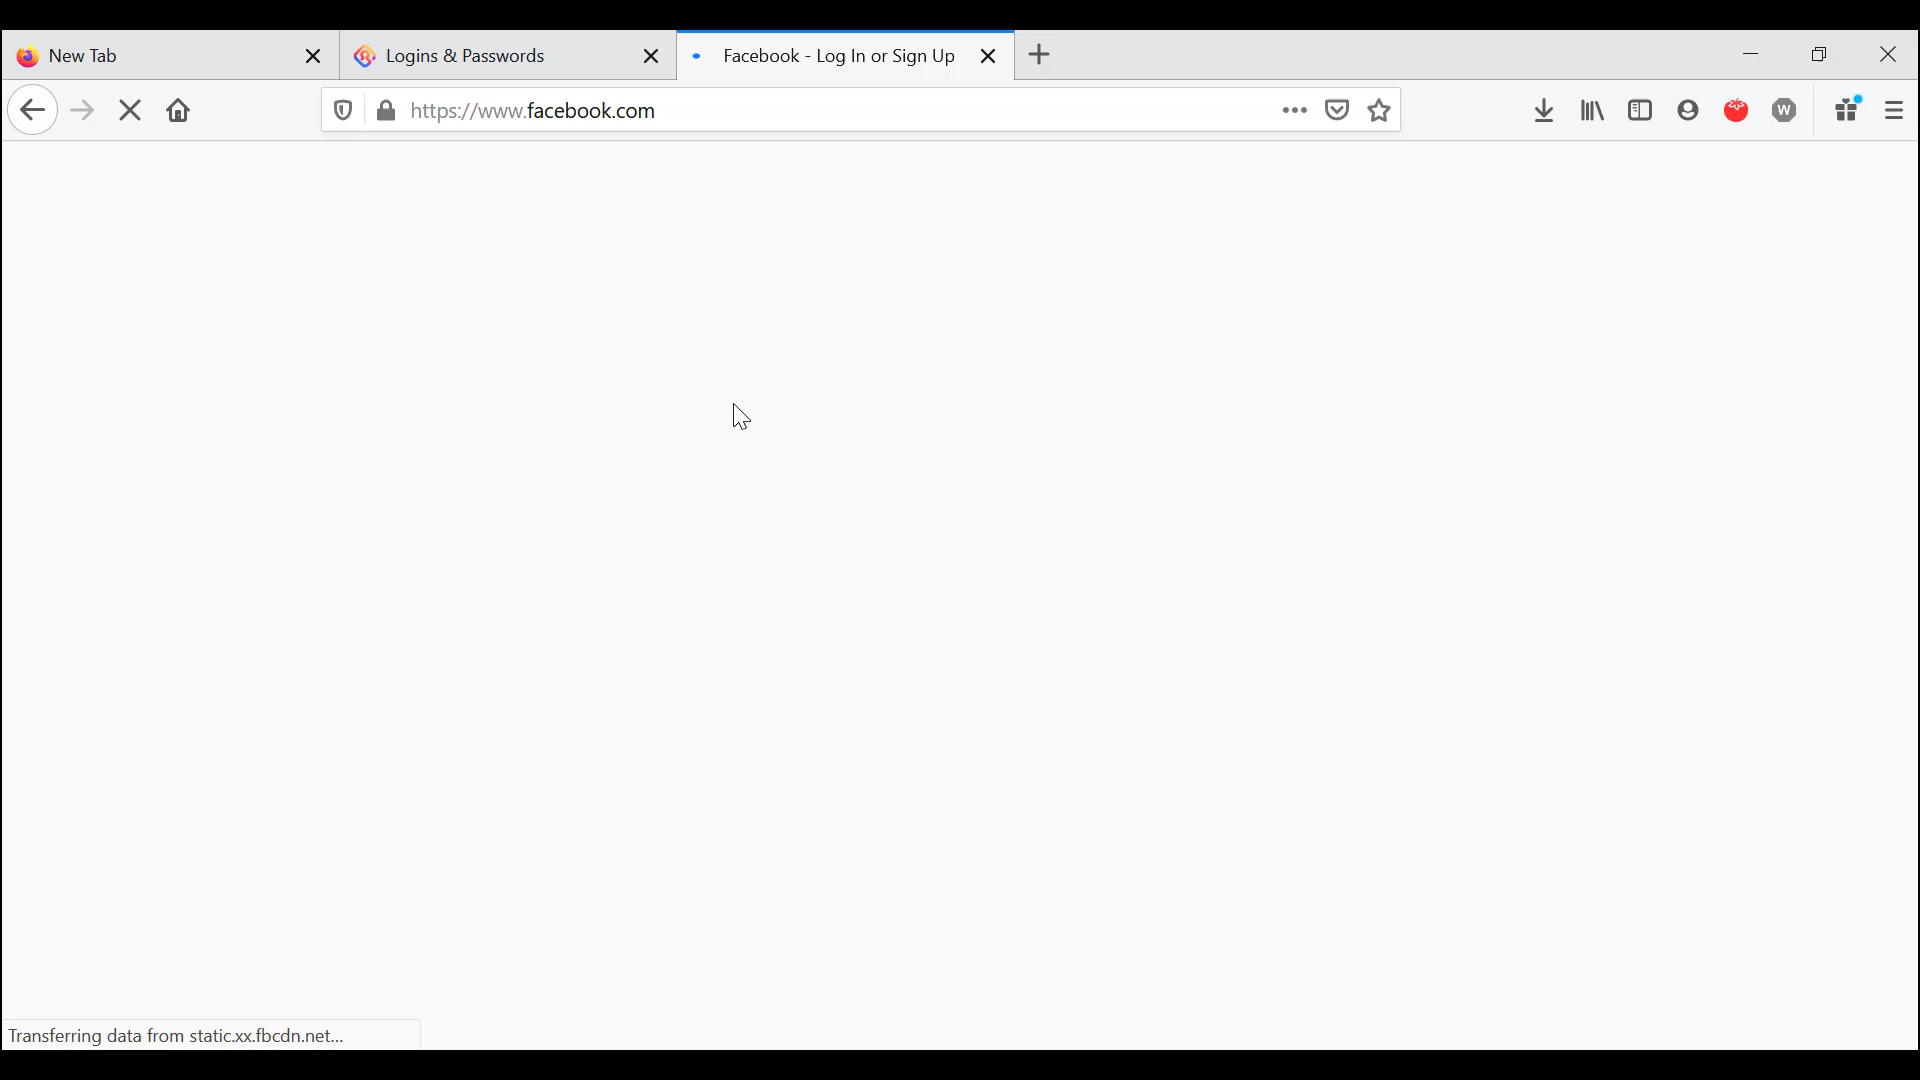 New Tab
Logins & Passwords
Facebook - Log In or Sign Up
https://www.facebook.com
W
Transferring data from static.xx.fbcdn.net...